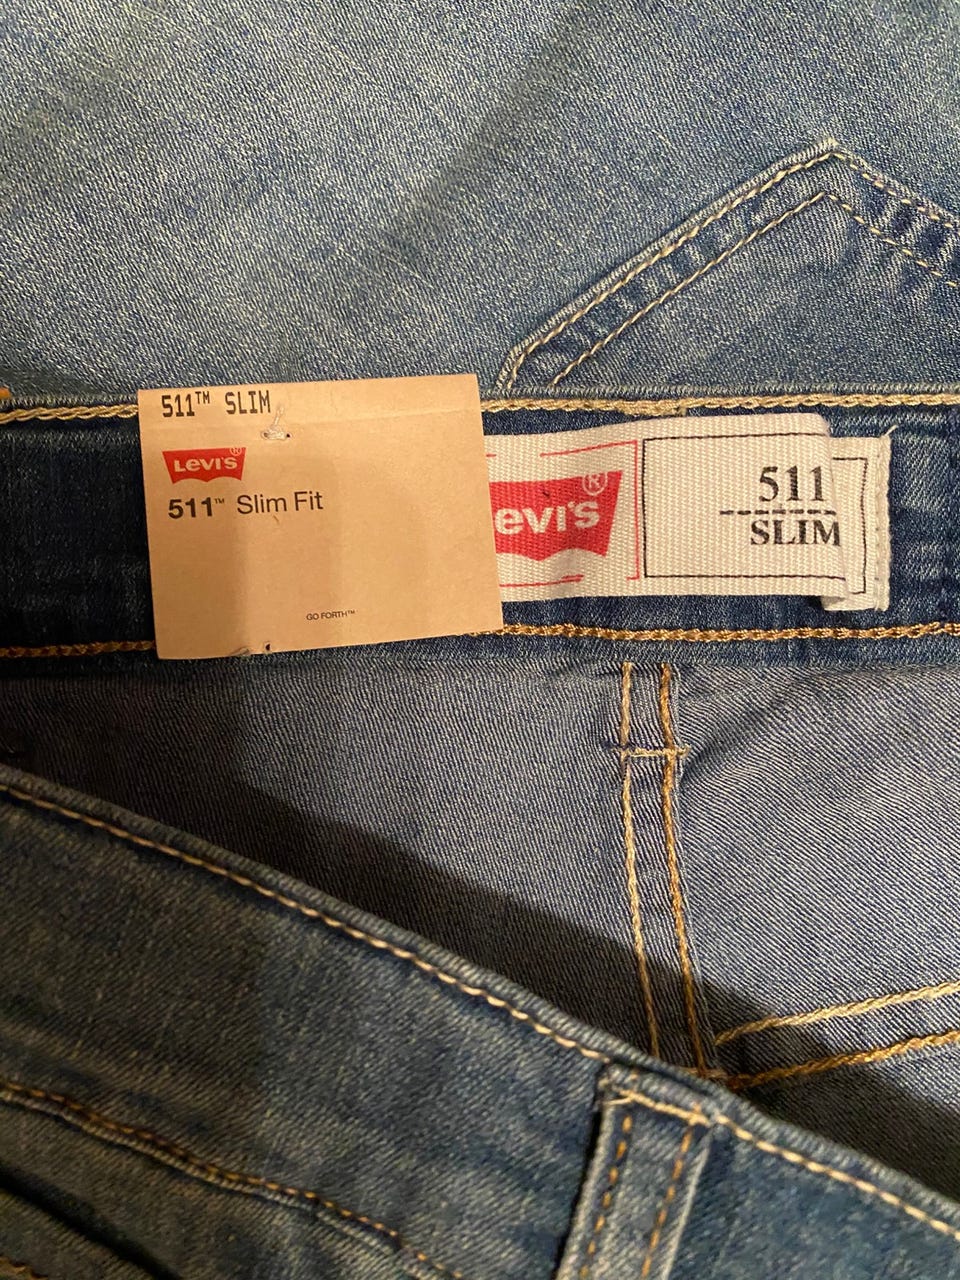 511™ SLIM
LEVI'S®
511™ Slim Fit
GO FORTH™
evi's®
511
SLIM